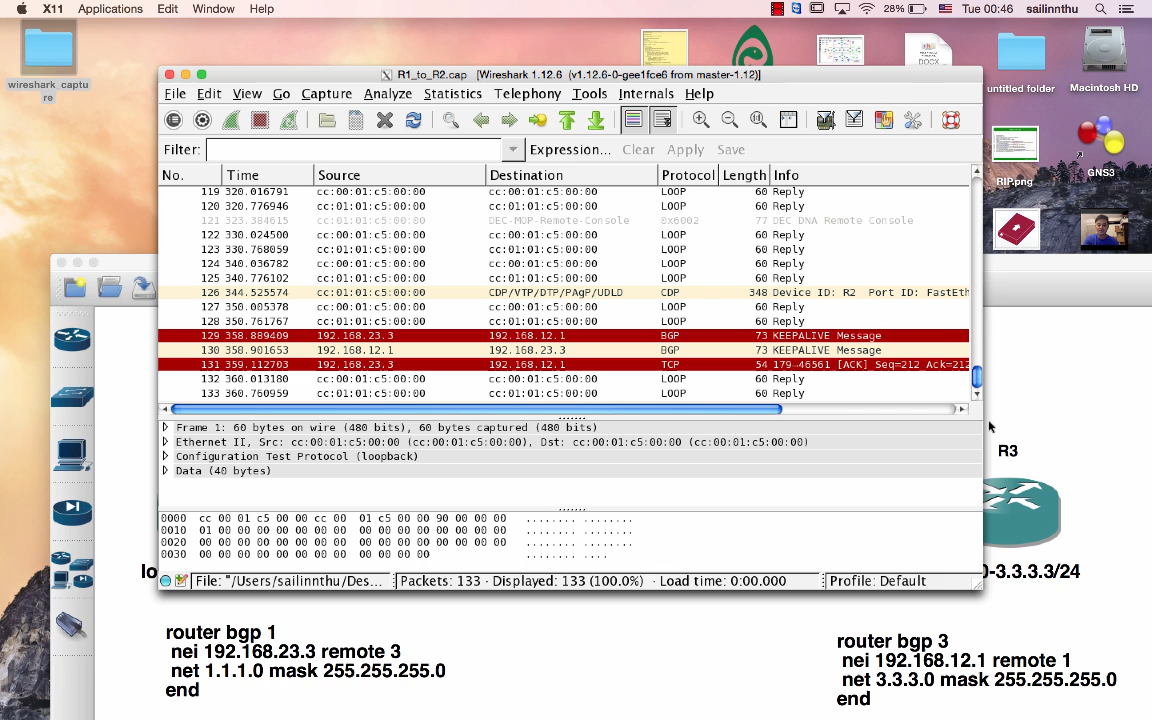 X11 Applications Edit Window Help 28% Tue 00:46 sailinnthu
wireshark_captu
re
DOCX
untitled folder
Macintosh HD
RIP.png
GNS3
R1_to_R2.cap [Wireshark 1.12.6 (v1.12.6-0-gee1fce6 from master-1.12)]
File Edit View Go Capture Analyze Statistics Telephony Tools Internals Help
Filter: Expression... Clear Apply Save
No. Time Source Destination Protocol Length Info
119 320.016791 cc:00:01:c5:00:00 cc:00:01:c5:00:00 LOOP 60 Reply
120 320.776946 cc:00:01:c5:00:00 cc:00:01:c5:00:00 LOOP 60 Reply
121 323.384615 cc:00:01:c5:00:00 DEC-MOP-Remote-Console 0x6002 77 DEC DNA Remote Console
122 330.024500 cc:00:01:c5:00:00 cc:00:01:c5:00:00 LOOP 60 Reply
123 330.768059 cc:00:01:c5:00:00 cc:00:01:c5:00:00 LOOP 60 Reply
124 340.036782 cc:00:01:c5:00:00 cc:00:01:c5:00:00 LOOP 60 Reply
125 340.776102 cc:00:01:c5:00:00 cc:00:01:c5:00:00 LOOP 60 Reply
126 344.525574 cc:00:01:c5:00:00 CDP/VTP/DTP/PAgP/UDLD CDP 348 Device ID: R2 Port ID: FastEth
127 350.005378 cc:00:01:c5:00:00 cc:00:01:c5:00:00 LOOP 60 Reply
128 350.761767 cc:00:01:c5:00:00 cc:00:01:c5:00:00 LOOP 60 Reply
129 358.889409 192.168.23.3 192.168.12.1 BGP 73 KEEPALIVE Message
130 358.901653 192.168.12.1 192.168.23.3 BGP 73 KEEPALIVE Message
131 359.112703 192.168.23.3 192.168.12.1 TCP 54 179→46561 [ACK] Seq=212 Ack=212
132 360.013180 cc:00:01:c5:00:00 cc:00:01:c5:00:00 LOOP 60 Reply
133 360.760959 cc:00:01:c5:00:00 cc:00:01:c5:00:00 LOOP 60 Reply
Frame 1: 60 bytes on wire (480 bits), 60 bytes captured (480 bits)
Ethernet II, Src: cc:00:01:c5:00:00 (cc:00:01:c5:00:00), Dst: cc:00:01:c5:00:00 (cc:00:01:c5:00:00)
Configuration Test Protocol (loopback)
Data (40 bytes)
R3
0000 cc 00 01 c5 00 00 cc 00 01 c5 00 00 90 00 00 00 ........ ........
0010 01 00 00 00 00 00 00 00 00 00 00 00 00 00 00 00 ........ ........
0020 00 00 00 00 00 00 00 00 00 00 00 00 00 00 00 00 ........ ........
0030 00 00 00 00 00 00 00 00 00 00 00 00 ........ ....
lo
0-3.3.3.3/24
File: "/Users/sailinnthu/Des... Packets: 133 · Displayed: 133 (100.0%) · Load time: 0:00.000 Profile: Default
router bgp 1
nei 192.168.23.3 remote 3
net 1.1.1.0 mask 255.255.255.0
end
router bgp 3
nei 192.168.12.1 remote 1
net 3.3.3.0 mask 255.255.255.0
end